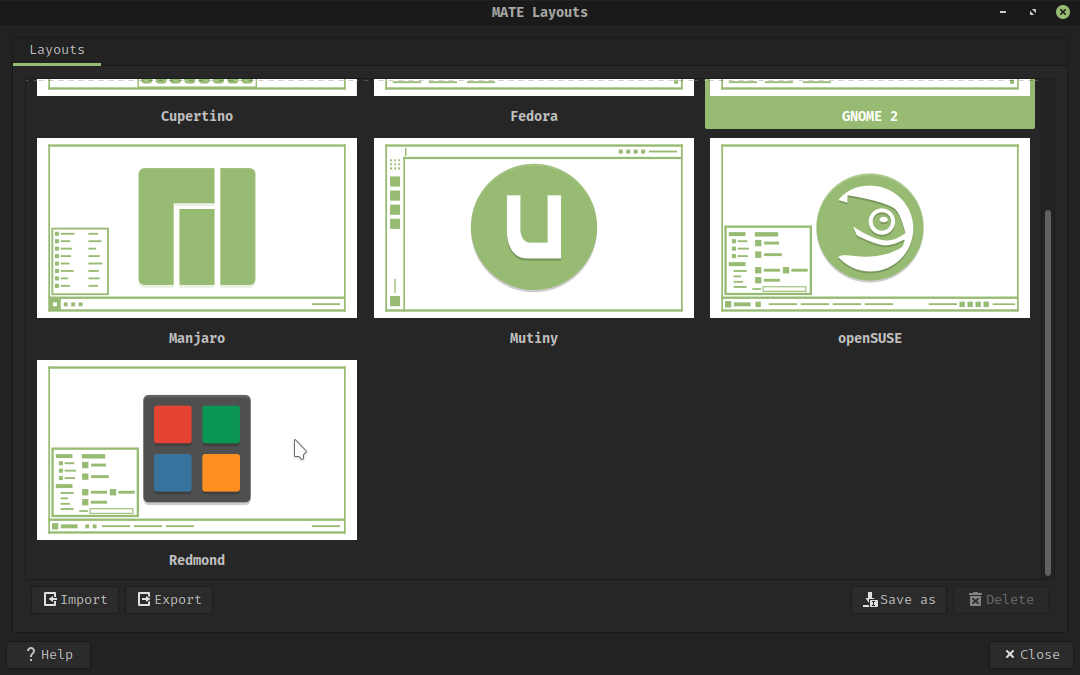 MATE Layouts
Layouts
Cupertino
Fedora
GNOME 2
Manjaro
Mutiny
openSUSE
Redmond
Import
Export
Save as
Delete
? Help
Close